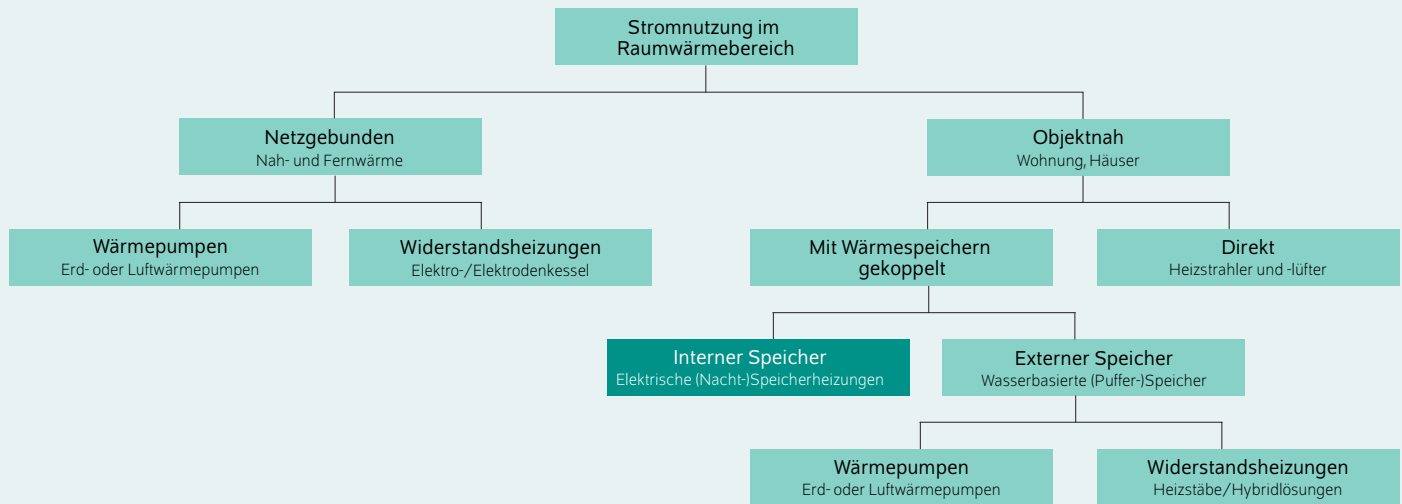 Stromnutzung im
Raumwärmebereich
Netzgebunden
Nah- und Fernwärme
Objektnah
Wohnung, Häuser
Wärmepumpen
Erd- oder Luftwärmepumpen
Widerstandsheizungen
Elektro-/Elektrodenkessel
Mit Wärmespeichern
gekoppelt
Direkt
Heizstrahler und -lüfter
Interner Speicher
Elektrische (Nacht-)Speicherheizungen
Externer Speicher
Wasserbasierte (Puffer-)Speicher
Wärmepumpen
Erd- oder Luftwärmepumpen
Widerstandsheizungen
Heizstäbe/Hybridlösungen